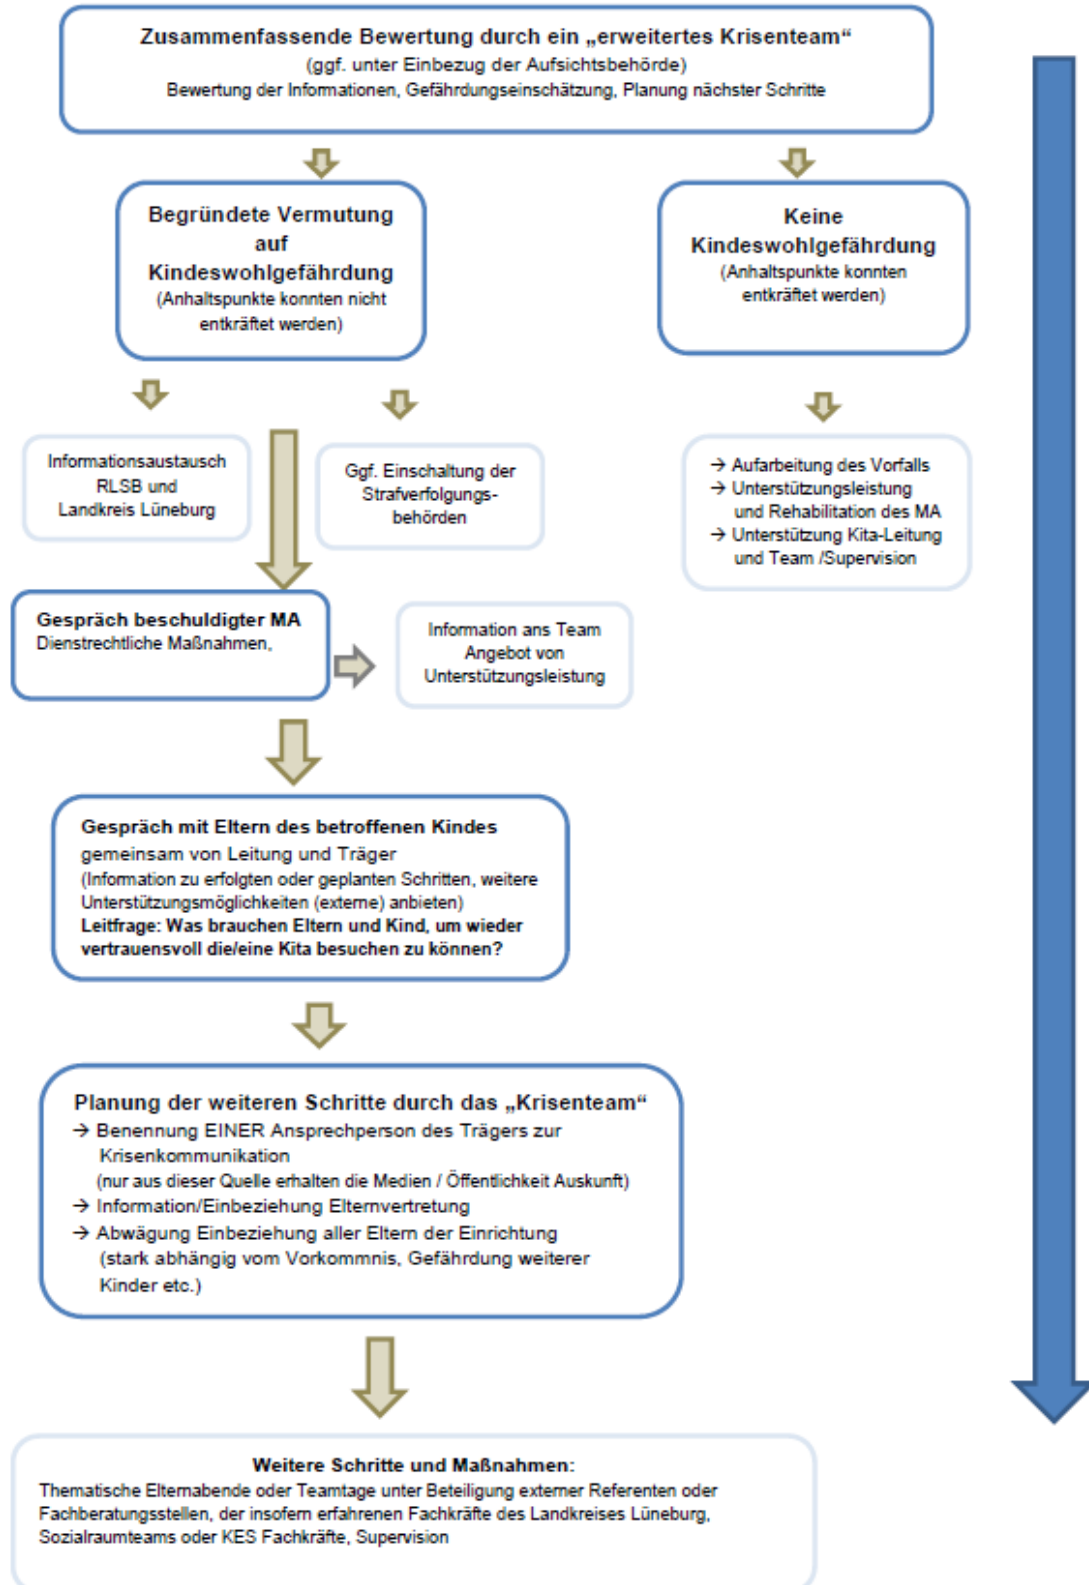 Zusammenfassende Bewertung durch ein „erweitertes Krisenteam“
(ggf. unter Einbezug der Aufsichtsbehörde)
Bewertung der Informationen, Gefährdungseinschätzung, Planung nächster Schritte
Begründete Vermutung
auf
Kindeswohlgefährdung
(Anhaltspunkte konnten nicht
entkräftet werden)
Keine
Kindeswohlgefährdung
(Anhaltspunkte konnten
entkräftet werden)
Informationsaustausch
RLSB und
Landkreis Lüneburg
Ggf. Einschaltung der
Strafverfolgungs-
behörden
→ Aufarbeitung des Vorfalls
→ Unterstützungsleistung
und Rehabilitation des MA
→ Unterstützung Kita-Leitung
und Team /Supervision
Gespräch beschuldigter MA
Dienstrechtliche Maßnahmen,
Information ans Team
Angebot von
Unterstützungsleistung
Gespräch mit Eltern des betroffenen Kindes
gemeinsam von Leitung und Träger
(Information zu erfolgten oder geplanten Schritten, weitere
Unterstützungsmöglichkeiten (externe) anbieten)
Leitfrage: Was brauchen Eltern und Kind, um wieder
vertrauensvoll die/eine Kita besuchen zu können?
Planung der weiteren Schritte durch das „Krisenteam“
→ Benennung EINER Ansprechperson des Trägers zur
Krisenkommunikation
(nur aus dieser Quelle erhalten die Medien / Öffentlichkeit Auskunft)
→ Information/Einbeziehung Elternvertretung
→ Abwägung Einbeziehung aller Eltern der Einrichtung
(stark abhängig vom Vorkommnis, Gefährdung weiterer
Kinder etc.)
Weitere Schritte und Maßnahmen:
Thematische Elternabende oder Teamtage unter Beteiligung externer Referenten oder
Fachberatungsstellen, der insofern erfahrenen Fachkräfte des Landkreises Lüneburg,
Sozialraumteams oder KES Fachkräfte, Supervision